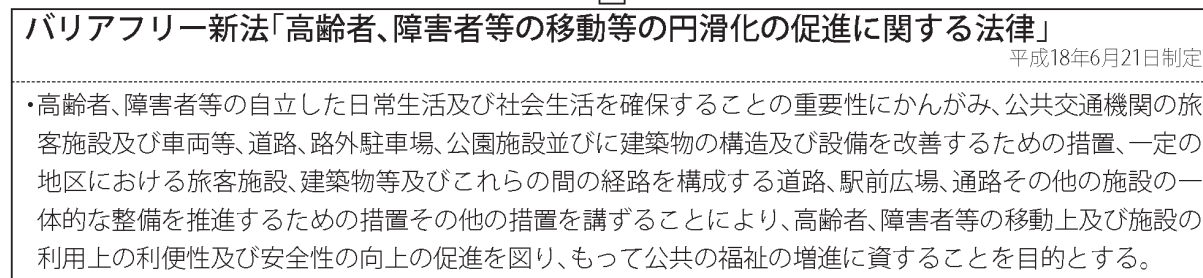 バリアフリー新法「高齢者、障害者等の移動等の円滑化の促進に関する法律」
平成18年6月21日制定
・高齢者、障害者等の自立した日常生活及び社会生活を確保することの重要性にかんがみ、公共交通機関の旅
客施設及び車両等、道路、路外駐車場、公園施設並びに建築物の構造及び設備を改善するための措置、一定の
地区における旅客施設、建築物等及びこれらの間の経路を構成する道路、駅前広場、通路その他の施設の一
体的な整備を推進するための措置その他の措置を講ずることにより、高齢者、障害者等の移動上及び施設の
利用上の利便性及び安全性の向上の促進を図り、もって公共の福祉の増進に資することを目的とする。